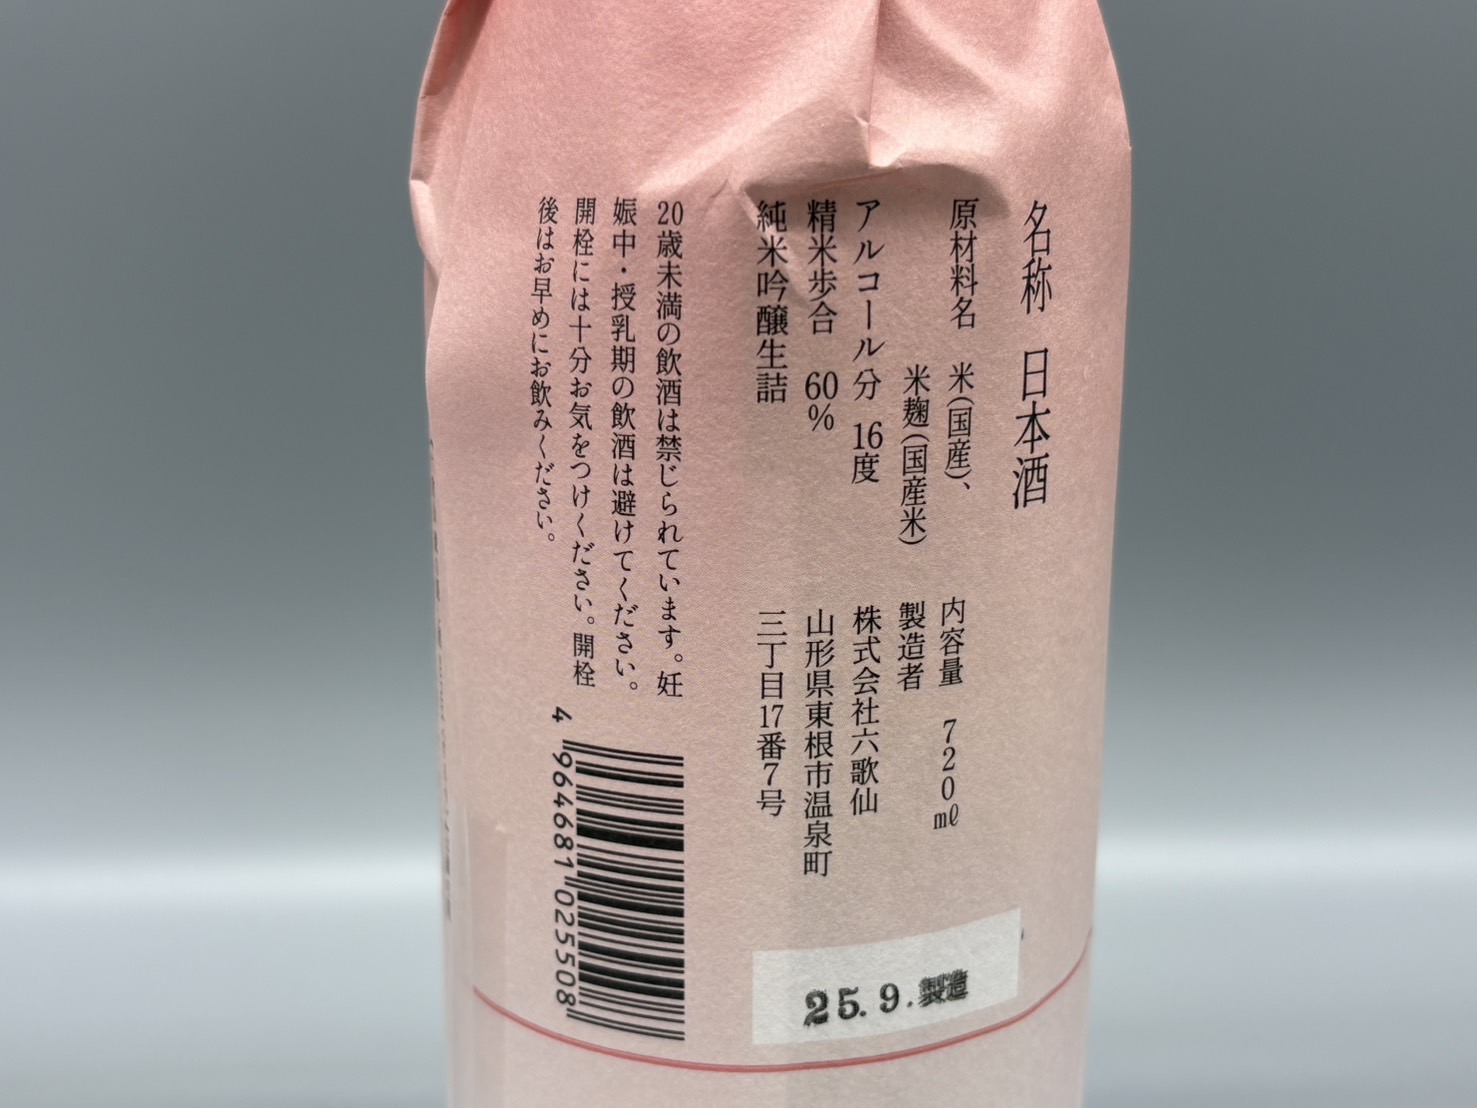 名称 日本酒
原材料名 米(国産)、
米麹(国産米)
アルコール分 16度
精米歩合 60%
純米吟醸生詰
内容量 720mℓ
製造者
株式会社六歌仙
山形県東根市温泉町
三丁目17番7号
20歳未満の飲酒は禁じられています。妊
娠中・授乳期の飲酒は避けてください。
開栓には十分お気をつけください。開栓
後はお早めにお飲みください。
4 964681 025508
25.9.製造